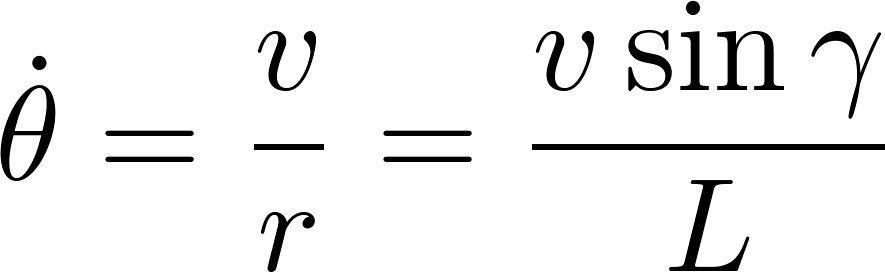 θ̇ = v/r = v sin γ / L